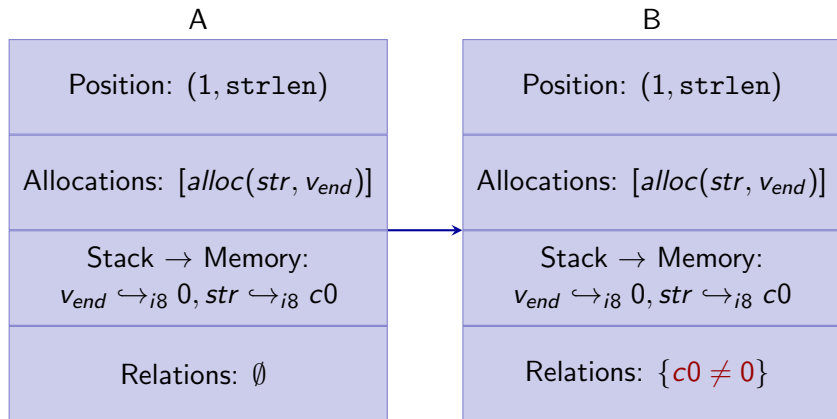 A
Position: (1, strlen)
Allocations: [alloc(str, v_end)]
Stack → Memory:
v_end ↪_i8 0, str ↪_i8 c0
Relations: ∅
B
Position: (1, strlen)
Allocations: [alloc(str, v_end)]
Stack → Memory:
v_end ↪_i8 0, str ↪_i8 c0
Relations: {c0 ≠ 0}